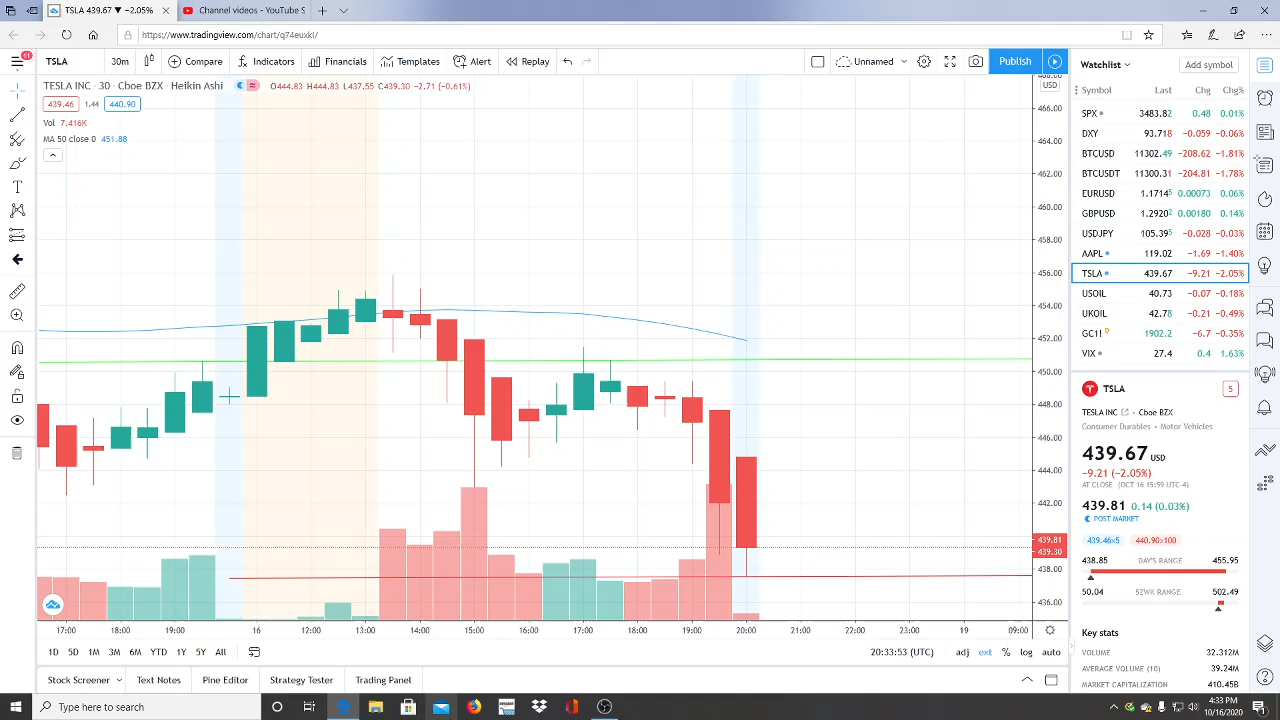 TSLA 439.67 ▼ −2.05%
Channel videos - YouTube S
https://www.tradingview.com/chart/q74euxkl/
11
TSLA 30m Compare Indicators Financials Templates Alert Replay Unnamed Publish
TESLA INC · 30 · Cboe BZX · Heikin Ashi O444.83 H444.83 C439.30 −2.71 (−0.61%)
439.46 1.44 440.90
Vol 7.416K
MA 50 close 0 451.88
USD
466.00
464.00
462.00
460.00
458.00
456.00
454.00
452.00
450.00
448.00
446.00
444.00
442.00
439.81
439.30
438.00
436.00
17:00 18:00 19:00 16 12:00 13:00 14:00 15:00 16:00 17:00 18:00 19:00 20:00 21:00 22:00 23:00 19 09:00
1D 5D 1M 3M 6M YTD 1Y 5Y All 20:33:53 (UTC) adj ext % log auto
Stock Screener Text Notes Pine Editor Strategy Tester Trading Panel
Watchlist Add symbol
Symbol Last Chg Chg%
SPX 3483.82 0.48 0.01%
DXY 93.718 −0.059 −0.06%
BTCUSD 11302.49 −208.62 −1.81%
BTCUSDT 11300.31 −204.81 −1.78%
EURUSD 1.17145 0.00073 0.06%
GBPUSD 1.29202 0.00180 0.14%
USDJPY 105.395 −0.028 −0.03%
AAPL 119.02 −1.69 −1.40%
TSLA 439.67 −9.21 −2.05%
USOIL 40.73 −0.07 −0.18%
UKOIL 42.78 −0.21 −0.49%
GC1! D 1902.2 −6.7 −0.35%
VIX 27.4 0.4 1.63%
TSLA 5
TESLA INC · Cboe BZX
Consumer Durables · Motor Vehicles
439.67 USD
−9.21 (−2.05%)
AT CLOSE (OCT 16 15:59 UTC-4)
439.81 0.14 (0.03%)
POST MARKET
439.46×5 440.90×100
438.85 DAY'S RANGE 455.95
50.04 52WK RANGE 502.49
Key stats
VOLUME 32.312M
AVERAGE VOLUME (10) 39.24M
MARKET CAPITALIZATION 410.45B
Type here to search
4:33 PM
10/16/2020